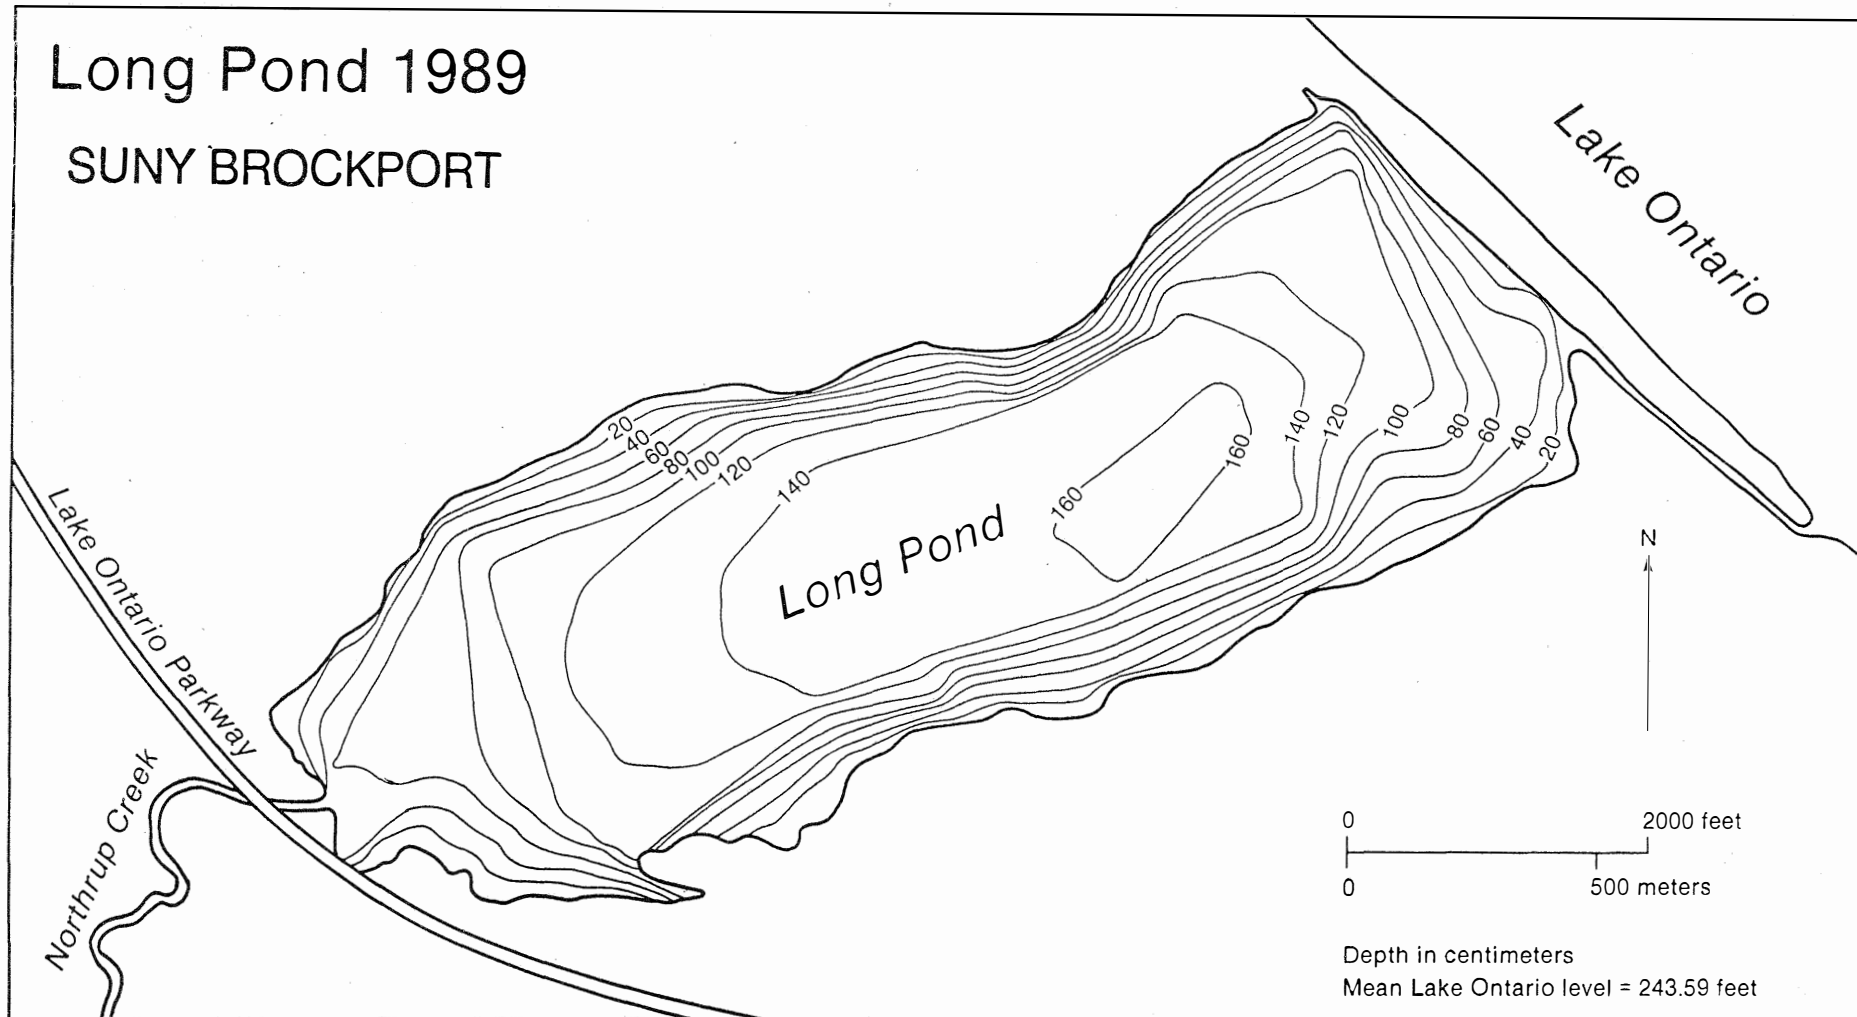 Long Pond 1989
SUNY BROCKPORT
Lake Ontario
20
40
60
80
100
120
140
160
160
140
120
100
80
60
40
20
Long Pond
Lake Ontario Parkway
Northrup Creek
N
0 2000 feet
0 500 meters
Depth in centimeters
Mean Lake Ontario level = 243.59 feet